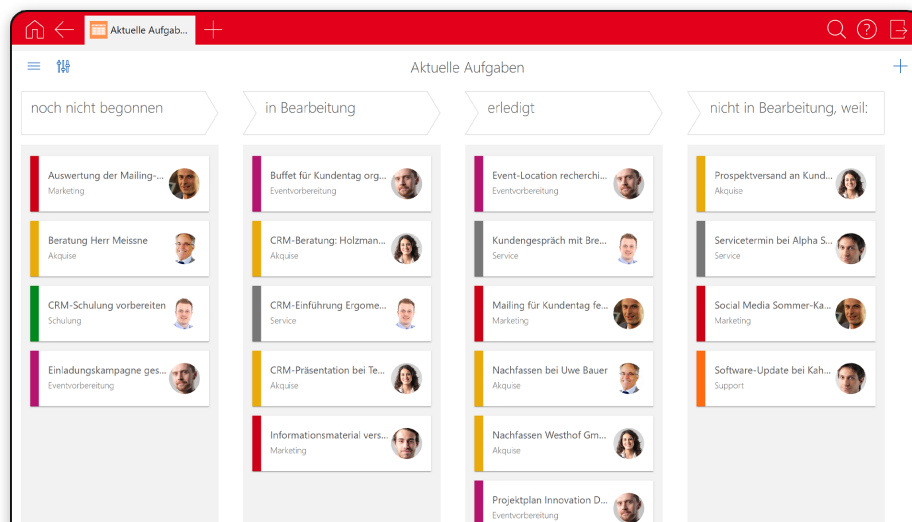 Aktuelle Aufgab...
Aktuelle Aufgaben
noch nicht begonnen
Auswertung der Mailing-...
Marketing
Beratung Herr Meissne
Akquise
CRM-Schulung vorbereiten
Schulung
Einladungskampagne ges...
Eventvorbereitung
in Bearbeitung
Buffet für Kundentag org...
Eventvorbereitung
CRM-Beratung: Holzman...
Akquise
CRM-Einführung Ergome...
Service
CRM-Präsentation bei Te...
Akquise
Informationsmaterial vers...
Marketing
erledigt
Event-Location recherchi...
Eventvorbereitung
Kundengespräch mit Bre...
Service
Mailing für Kundentag fe...
Marketing
Nachfassen bei Uwe Bauer
Akquise
Nachfassen Westhof Gm...
Akquise
Projektplan Innovation D...
Eventvorbereitung
nicht in Bearbeitung, weil:
Prospektversand an Kund...
Akquise
Servicetermin bei Alpha S...
Service
Social Media Sommer-Ka...
Marketing
Software-Update bei Kah...
Support